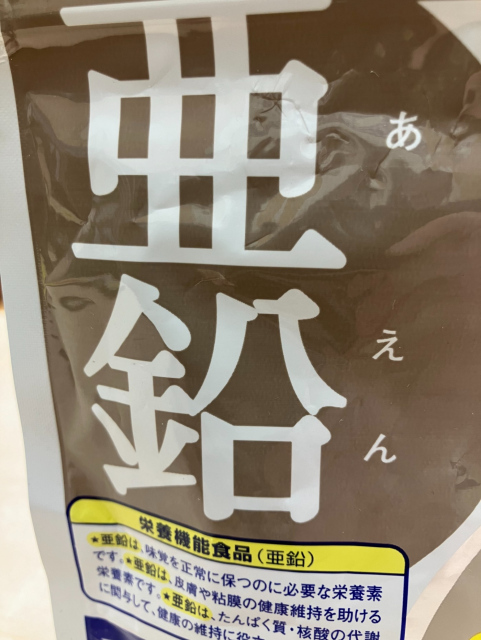 亜鉛
あえん
栄養機能食品(亜鉛)
★亜鉛は、味覚を正常に保つのに必要な栄養素
です。★亜鉛は、皮膚や粘膜の健康維持を助ける
栄養素です。★亜鉛は、たんぱく質・核酸の代謝
に関与して、健康の維持に役